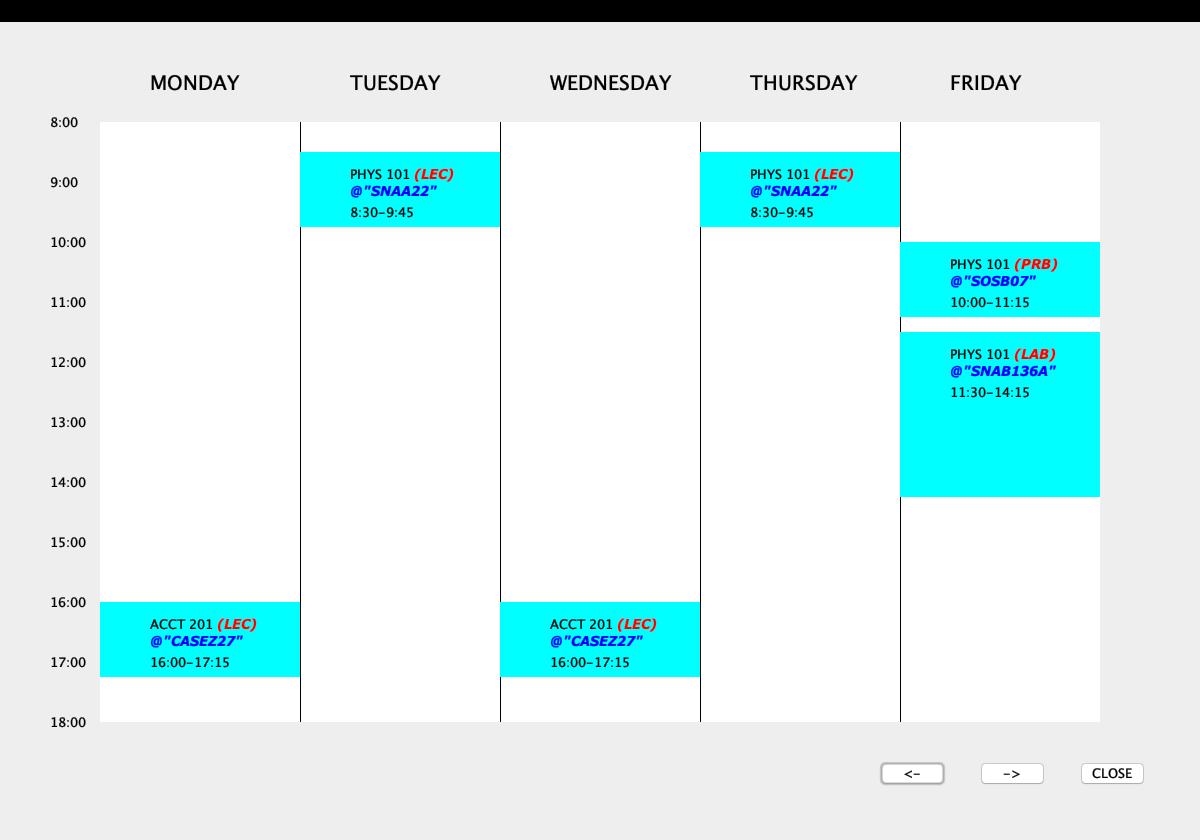 MONDAY TUESDAY WEDNESDAY THURSDAY FRIDAY
8:00
PHYS 101 (LEC)
@"SNAA22"
8:30-9:45
PHYS 101 (LEC)
@"SNAA22"
8:30-9:45
9:00
10:00
PHYS 101 (PRB)
@"SOSB07"
10:00-11:15
11:00
PHYS 101 (LAB)
@"SNAB136A"
11:30-14:15
12:00
13:00
14:00
15:00
16:00
ACCT 201 (LEC)
@"CASEZ27"
16:00-17:15
ACCT 201 (LEC)
@"CASEZ27"
16:00-17:15
17:00
18:00
<- -> CLOSE